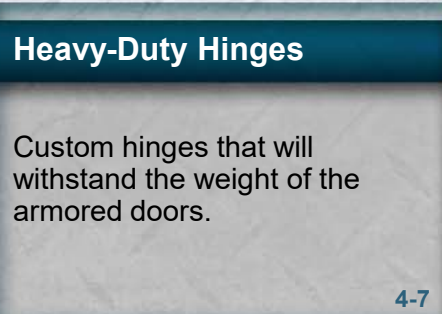 Heavy-Duty Hinges
Custom hinges that will
withstand the weight of the
armored doors.
4-7